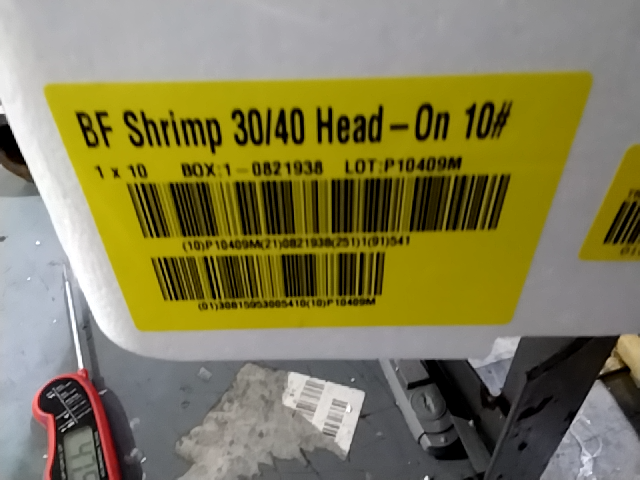 BF Shrimp 30/40 Head-On 10#
1 x 10 BOX:1-0821938 LOT:P10409M
(10)P10409M(21)0821938(251)1(91)541
(01)30815053005410(10)P10409M